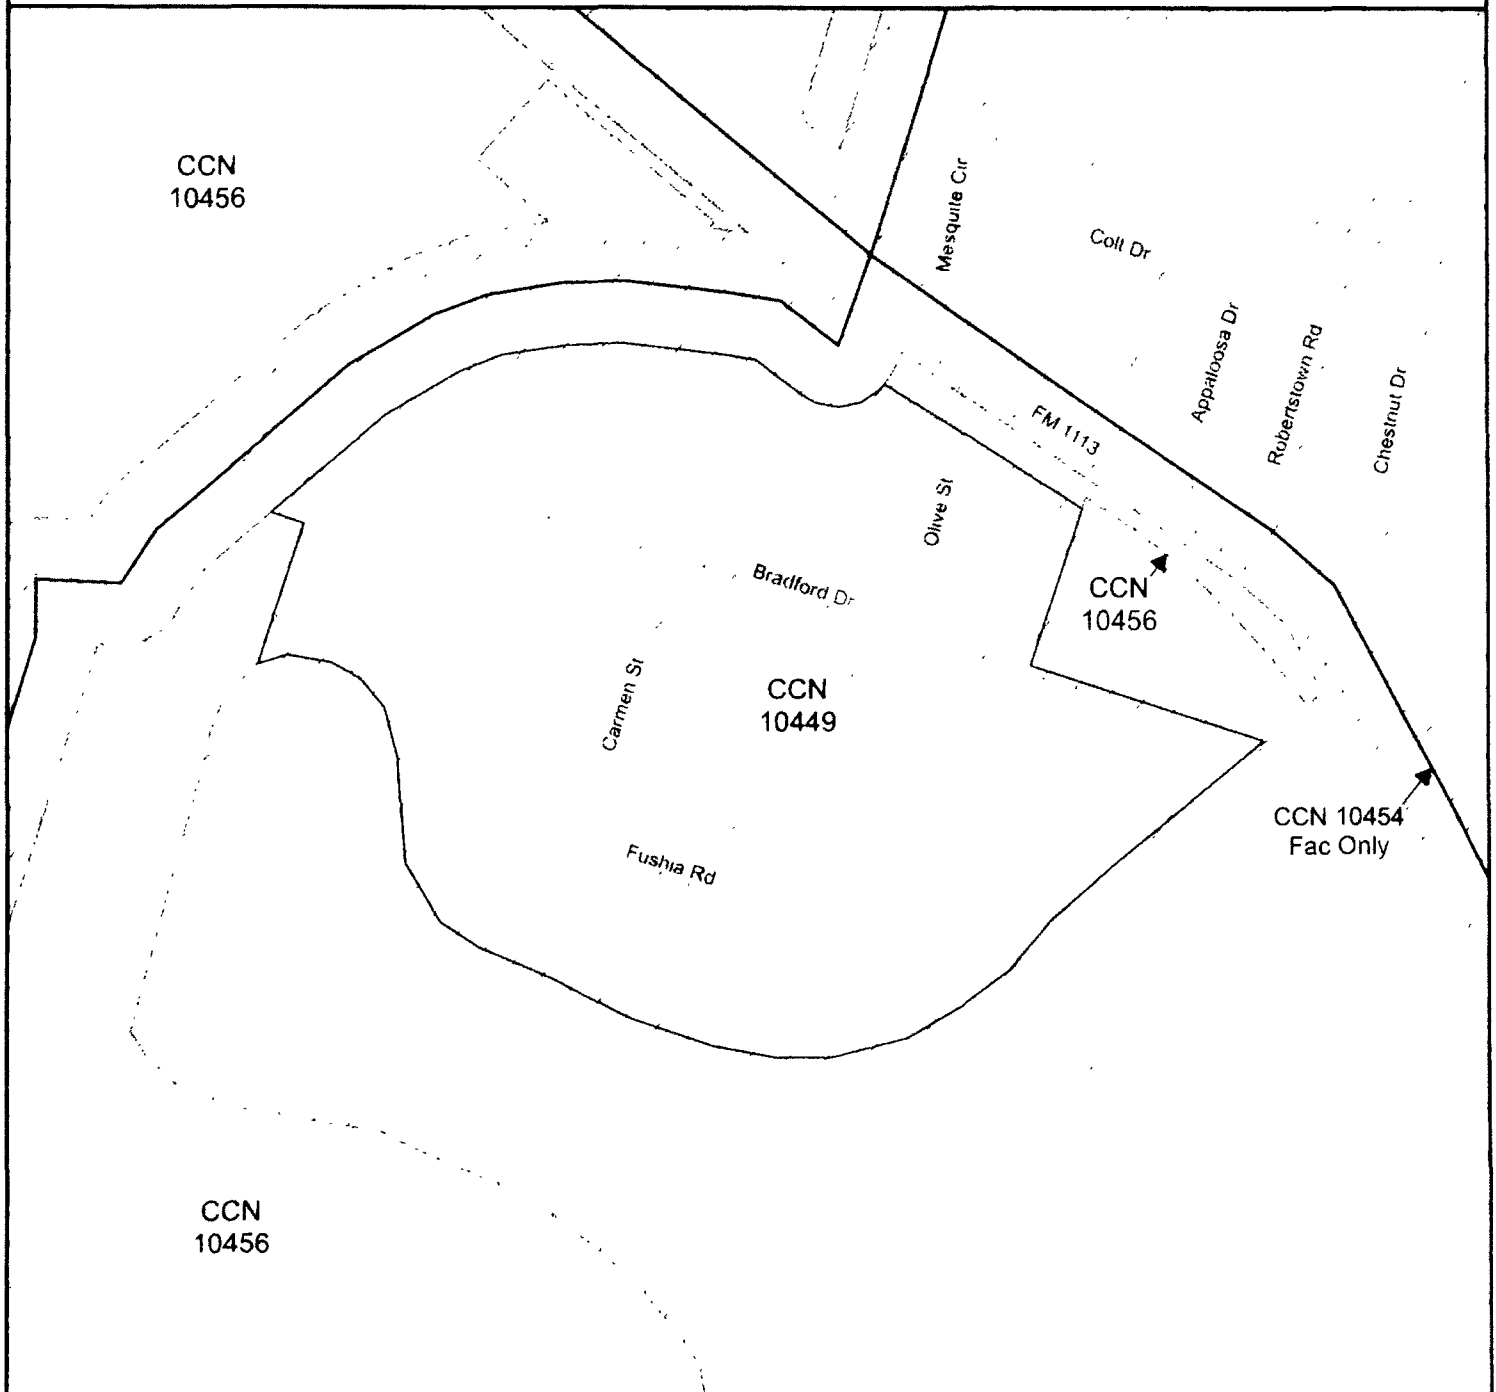 CCN
10456
Mesquite Cir
Colt Dr
Appaloosa Dr
Robertstown Rd
Chestnut Dr
FM 1113
Olive St
Bradford Dr
CCN
10456
Carmen St
CCN
10449
CCN 10454
Fac Only
Fushia Rd
CCN
10456